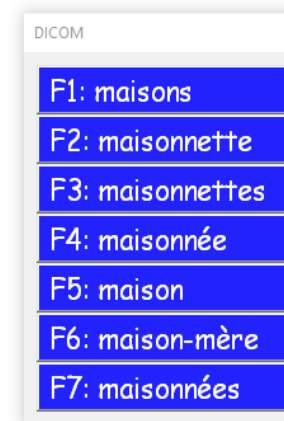 DICOM
F1: maisons
F2: maisonnette
F3: maisonnettes
F4: maisonnée
F5: maison
F6: maison-mère
F7: maisonnées